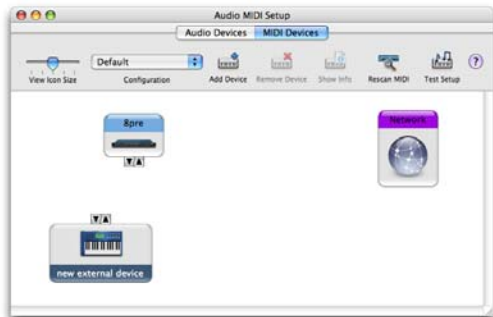 Audio MIDI Setup
Audio Devices MIDI Devices
Default
View Icon Size Configuration Add Device Remove Device Show Info Rescan MIDI Test Setup ?
8pre Network
new external device